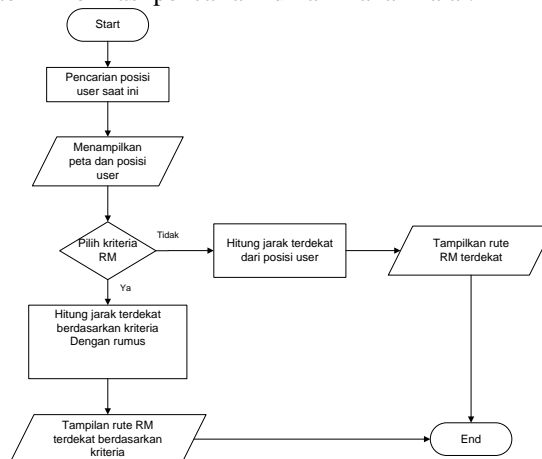 Start
Pencarian posisi
user saat ini
Menampilkan
peta dan posisi
user
Pilih kriteria
RM
Tidak
Hitung jarak terdekat
dari posisi user
Tampilkan rute
RM terdekat
Ya
Hitung jarak terdekat
berdasarkan kriteria
Dengan rumus
Tampilan rute RM
terdekat berdasarkan
kriteria
End